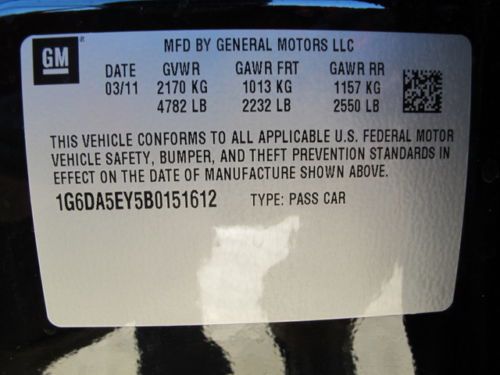 GM ®
MFD BY GENERAL MOTORS LLC
DATE GVWR GAWR FRT GAWR RR
03/11 2170 KG 1013 KG 1157 KG
4782 LB 2232 LB 2550 LB
THIS VEHICLE CONFORMS TO ALL APPLICABLE U.S. FEDERAL MOTOR
VEHICLE SAFETY, BUMPER, AND THEFT PREVENTION STANDARDS IN
EFFECT ON THE DATE OF MANUFACTURE SHOWN ABOVE.
1G6DA5EY5B0151612 TYPE: PASS CAR